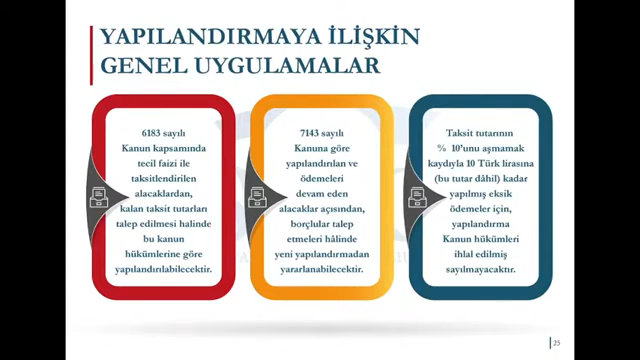 YAPILANDIRMAYA İLİŞKİN
GENEL UYGULAMALAR
6183 sayılı
Kanun kapsamında
tecil faizi ile
taksitlendirilen
alacaklardan,
kalan taksit tutarları
talep edilmesi halinde
bu kanun
hükümlerine göre
yapılandırılabilecektir.
7143 sayılı
Kanuna göre
yapılandırılan ve
ödemeleri
devam eden
alacaklar açısından,
borçlular talep
etmeleri hâlinde
yeni yapılandırmadan
yararlanabilecektir.
Taksit tutarının
% 10'unu aşmamak
kaydıyla 10 Türk lirasına
(bu tutar dâhil) kadar
yapılmış eksik
ödemeler için,
yapılandırma
Kanun hükümleri
ihlal edilmiş
sayılmayacaktır.
25